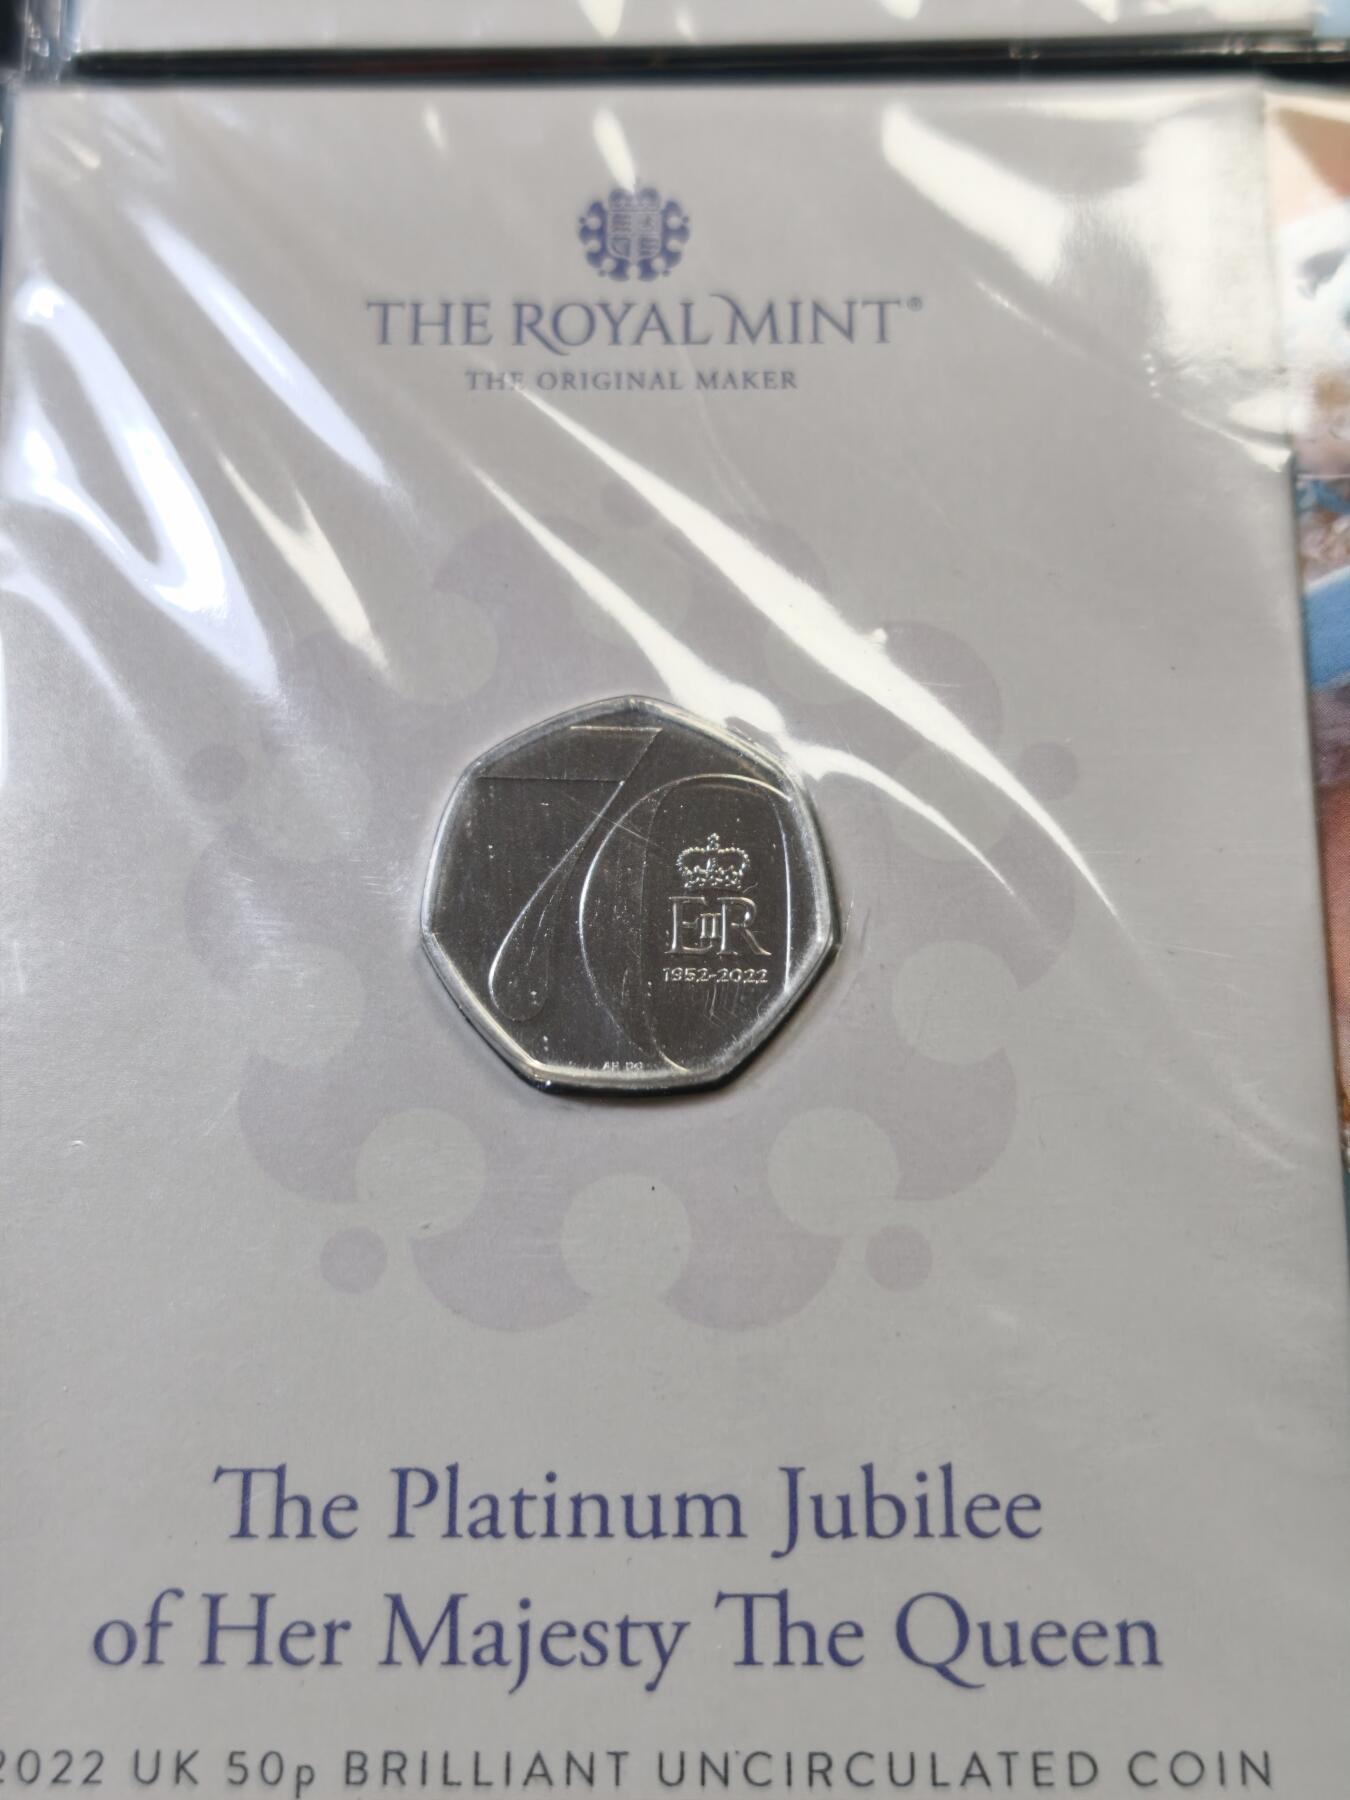 THE ROYAL MINT®
THE ORIGINAL MAKER
70
EIIR
1952-2022
The Platinum Jubilee
of Her Majesty The Queen
2022 UK 50p BRILLIANT UNCIRCULATED COIN